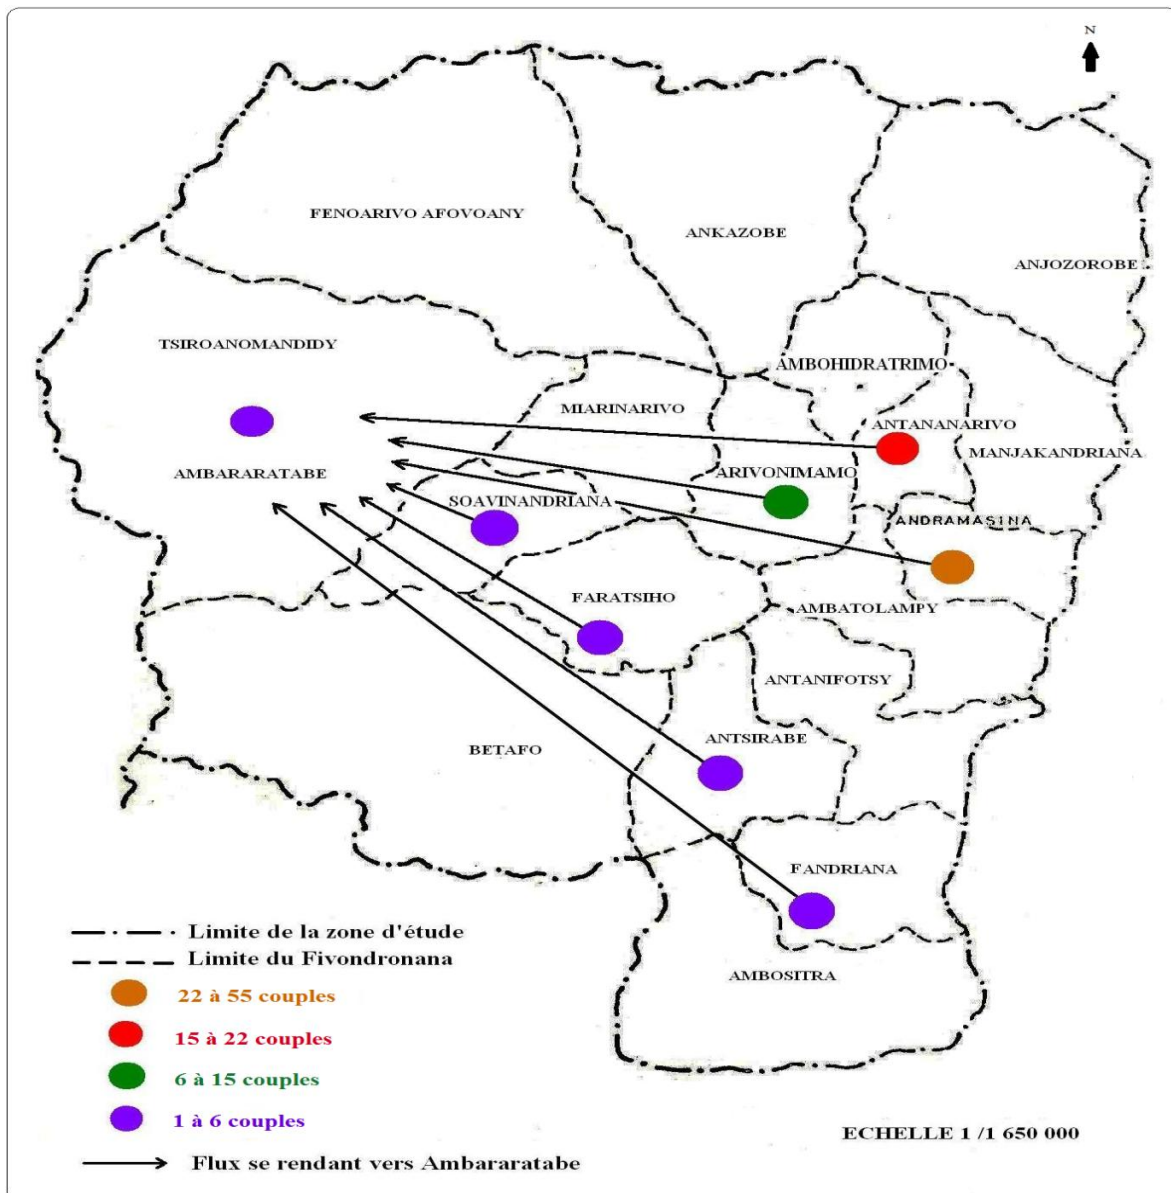 N
FENOARIVO AFOVOANY
ANKAZOBE
ANJOZOROBE
TSIROANOMANDIDY
AMBOHIDRATRIMO
MIARINARIVO
ANTANANARIVO
MANJAKANDRIANA
AMBARARATABE
ARIVONIMAMO
SOAVINANDRIANA
ANDRAMASINA
FARATSIHO
AMBATOLAMPY
ANTANIFOTSY
ANTSIRABE
BETAFO
FANDRIANA
AMBOSITRA
Limite de la zone d'étude
Limite du Fivondronana
22 à 55 couples
15 à 22 couples
6 à 15 couples
1 à 6 couples
Flux se rendant vers Ambararatabe
ECHELLE 1 /1 650 000